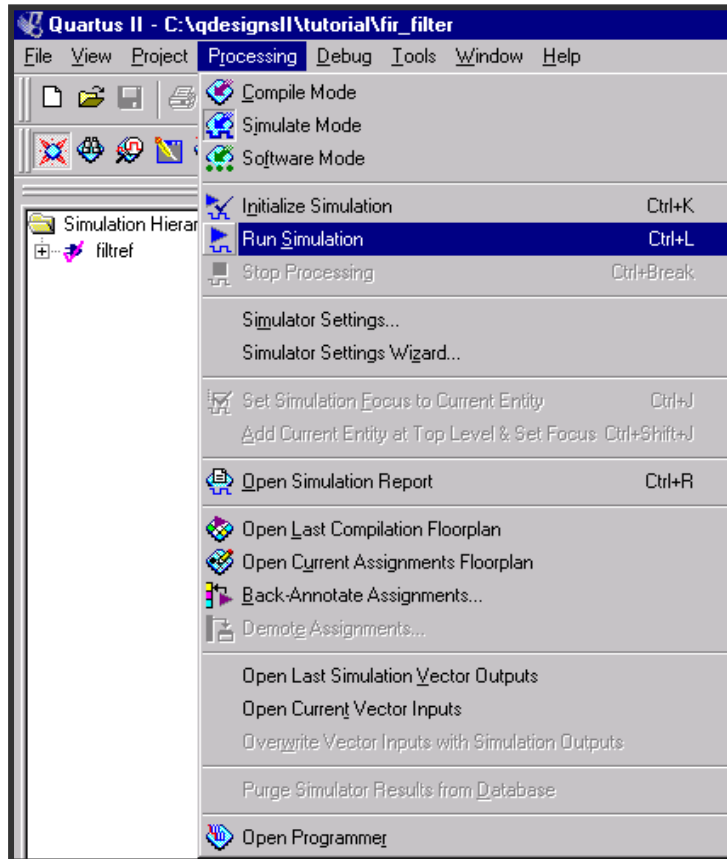 Quartus II - C:\qdesignsII\tutorial\fir_filter
File View Project Processing Debug Tools Window Help
Compile Mode
Simulate Mode
Software Mode
Initialize Simulation Ctrl+K
Simulation Hierar
Run Simulation Ctrl+L
filtref
Stop Processing Ctrl+Break
Simulator Settings...
Simulator Settings Wizard...
Set Simulation Focus to Current Entity Ctrl+J
Add Current Entity at Top Level & Set Focus Ctrl+Shift+J
Open Simulation Report Ctrl+R
Open Last Compilation Floorplan
Open Current Assignments Floorplan
Back-Annotate Assignments...
Demote Assignments...
Open Last Simulation Vector Outputs
Open Current Vector Inputs
Overwrite Vector Inputs with Simulation Outputs
Purge Simulator Results from Database
Open Programmer